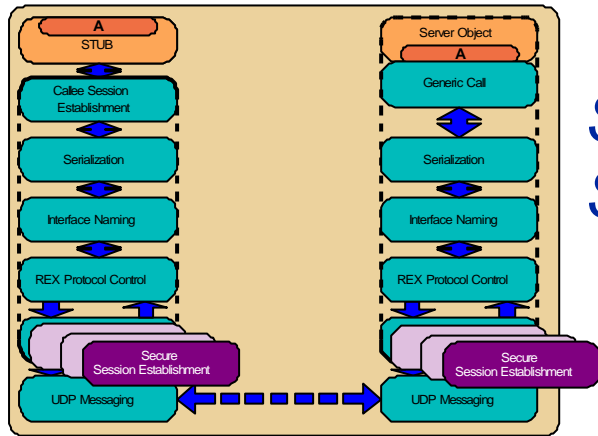 A
STUB
Callee Session
Establishment
Serialization
Interface Naming
REX Protocol Control
Secure
Session Establishment
UDP Messaging
Server Object
A
Generic Call
Serialization
Interface Naming
REX Protocol Control
Secure
Session Establishment
UDP Messaging
S
S